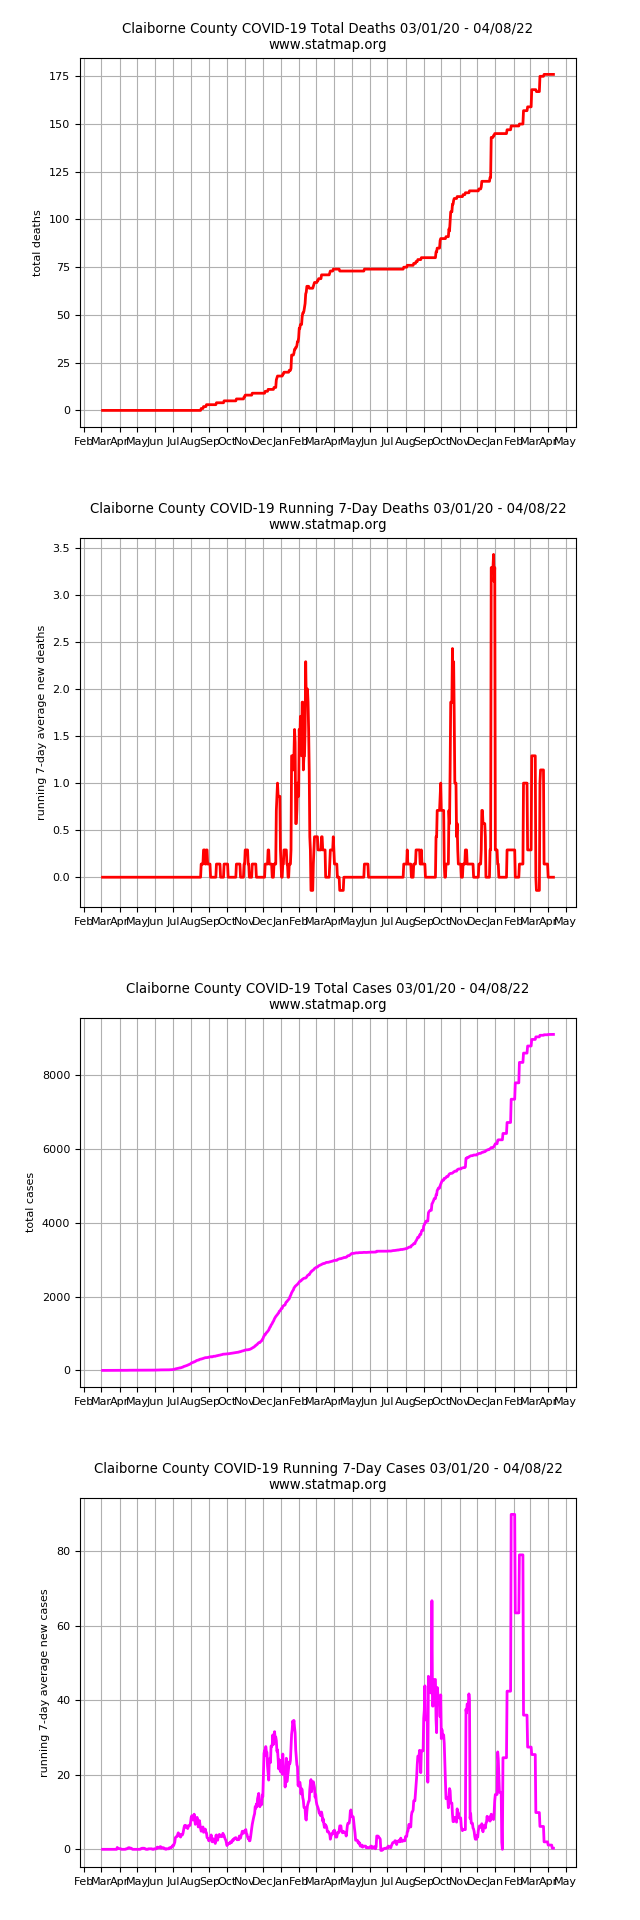 Claiborne County COVID-19 Total Deaths 03/01/20 - 04/08/22
www.statmap.org
175
150
125
100
75
50
25
0
total deaths
Feb Mar Apr May Jun Jul Aug Sep Oct Nov Dec Jan Feb Mar Apr May Jun Jul Aug Sep Oct Nov Dec Jan Feb Mar Apr May
Claiborne County COVID-19 Running 7-Day Deaths 03/01/20 - 04/08/22
www.statmap.org
3.5
3.0
2.5
2.0
1.5
1.0
0.5
0.0
running 7-day average new deaths
Feb Mar Apr May Jun Jul Aug Sep Oct Nov Dec Jan Feb Mar Apr May Jun Jul Aug Sep Oct Nov Dec Jan Feb Mar Apr May
Claiborne County COVID-19 Total Cases 03/01/20 - 04/08/22
www.statmap.org
8000
6000
4000
2000
0
total cases
Feb Mar Apr May Jun Jul Aug Sep Oct Nov Dec Jan Feb Mar Apr May Jun Jul Aug Sep Oct Nov Dec Jan Feb Mar Apr May
Claiborne County COVID-19 Running 7-Day Cases 03/01/20 - 04/08/22
www.statmap.org
80
60
40
20
0
running 7-day average new cases
Feb Mar Apr May Jun Jul Aug Sep Oct Nov Dec Jan Feb Mar Apr May Jun Jul Aug Sep Oct Nov Dec Jan Feb Mar Apr May